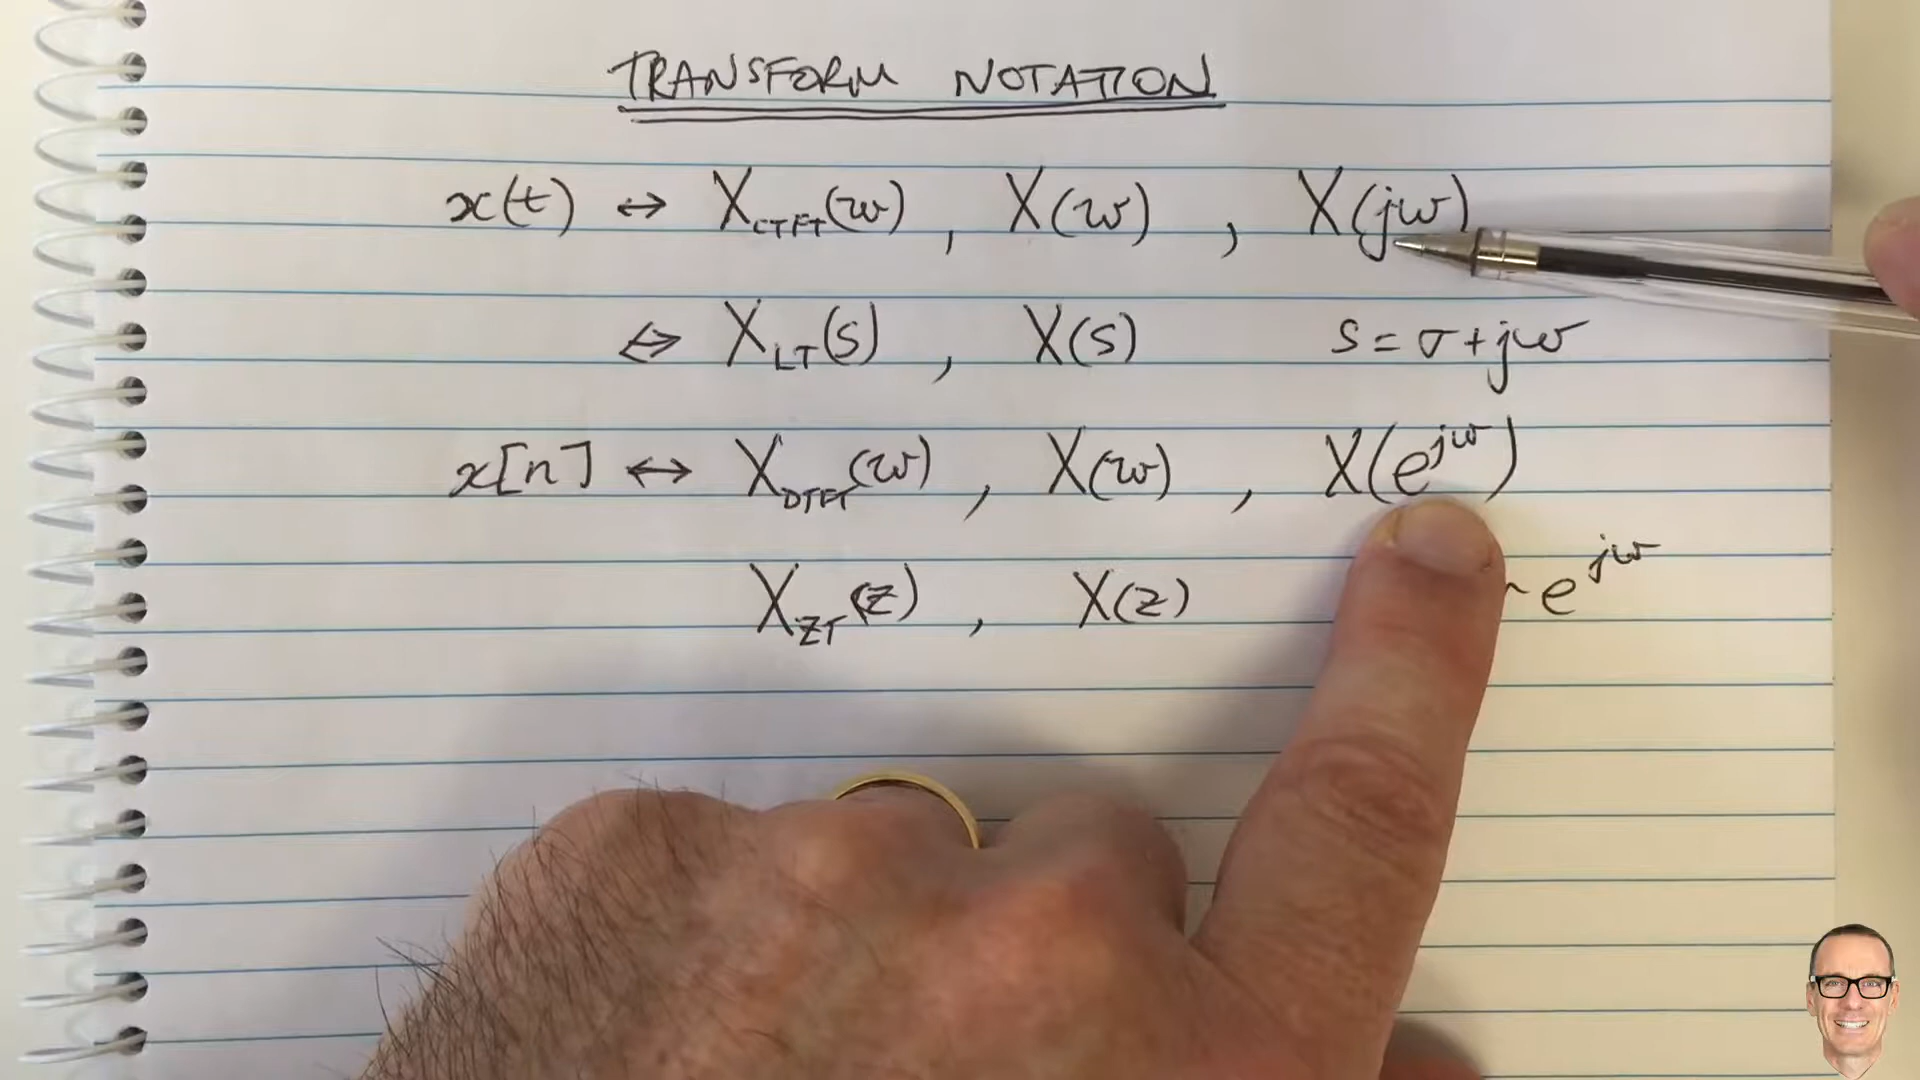 TRANSFORM NOTATION
x(t) ↔ X_CTFT(ω) , X(ω) , X(jω)
⇔ X_LT(s) , X(s) s = σ + jω
x[n] ↔ X_DTFT(ω) , X(ω) , X(e^jω)
X_ZT(z) , X(z) e^jω